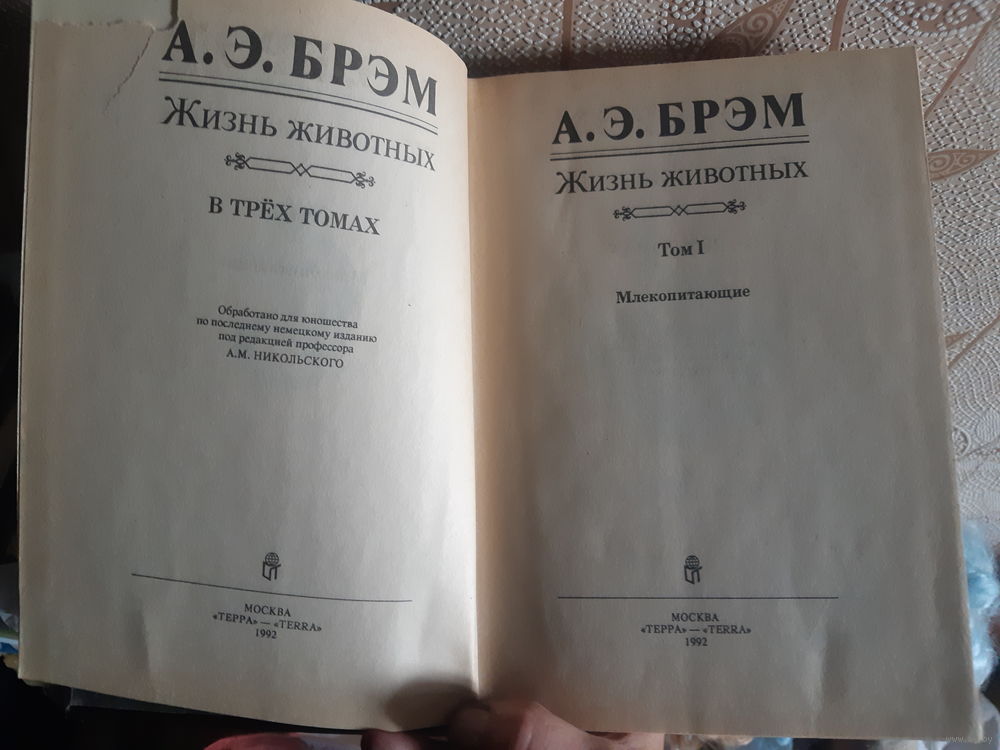 А. Э. БРЭМ
Жизнь животных
В ТРЁХ ТОМАХ
Обработано для юношества
по последнему немецкому изданию
под редакцией профессора
А.М. НИКОЛЬСКОГО
МОСКВА
«ТЕРРА» — «TERRA»
1992
А. Э. БРЭМ
Жизнь животных
Том I
Млекопитающие
МОСКВА
«ТЕРРА» — «TERRA»
1992